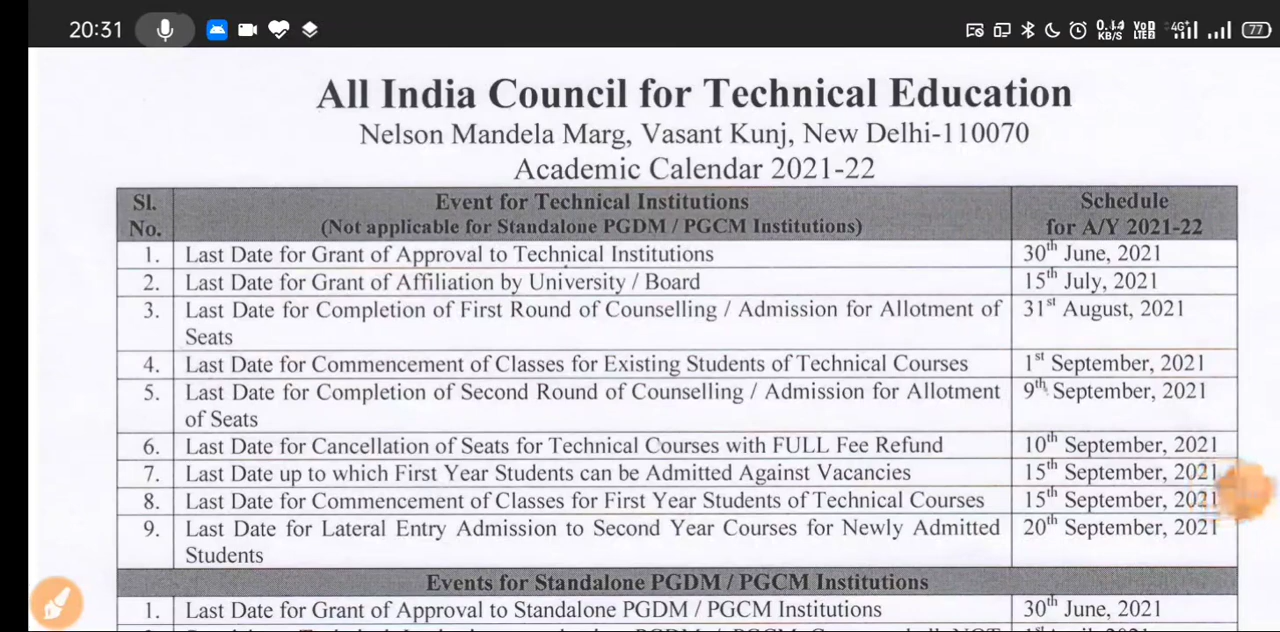 20:31
0.14 KB/S
Vo) LTE 2
4G+
77
All India Council for Technical Education
Nelson Mandela Marg, Vasant Kunj, New Delhi-110070
Academic Calendar 2021-22
Sl. No. Event for Technical Institutions Schedule
(Not applicable for Standalone PGDM / PGCM Institutions) for A/Y 2021-22
1. Last Date for Grant of Approval to Technical Institutions 30th June, 2021
2. Last Date for Grant of Affiliation by University / Board 15th July, 2021
3. Last Date for Completion of First Round of Counselling / Admission for Allotment of 31st August, 2021
Seats
4. Last Date for Commencement of Classes for Existing Students of Technical Courses 1st September, 2021
5. Last Date for Completion of Second Round of Counselling / Admission for Allotment 9th September, 2021
of Seats
6. Last Date for Cancellation of Seats for Technical Courses with FULL Fee Refund 10th September, 2021
7. Last Date up to which First Year Students can be Admitted Against Vacancies 15th September, 2021
8. Last Date for Commencement of Classes for First Year Students of Technical Courses 15th September, 2021
9. Last Date for Lateral Entry Admission to Second Year Courses for Newly Admitted 20th September, 2021
Students
Events for Standalone PGDM / PGCM Institutions
1. Last Date for Grant of Approval to Standalone PGDM / PGCM Institutions 30th June, 2021